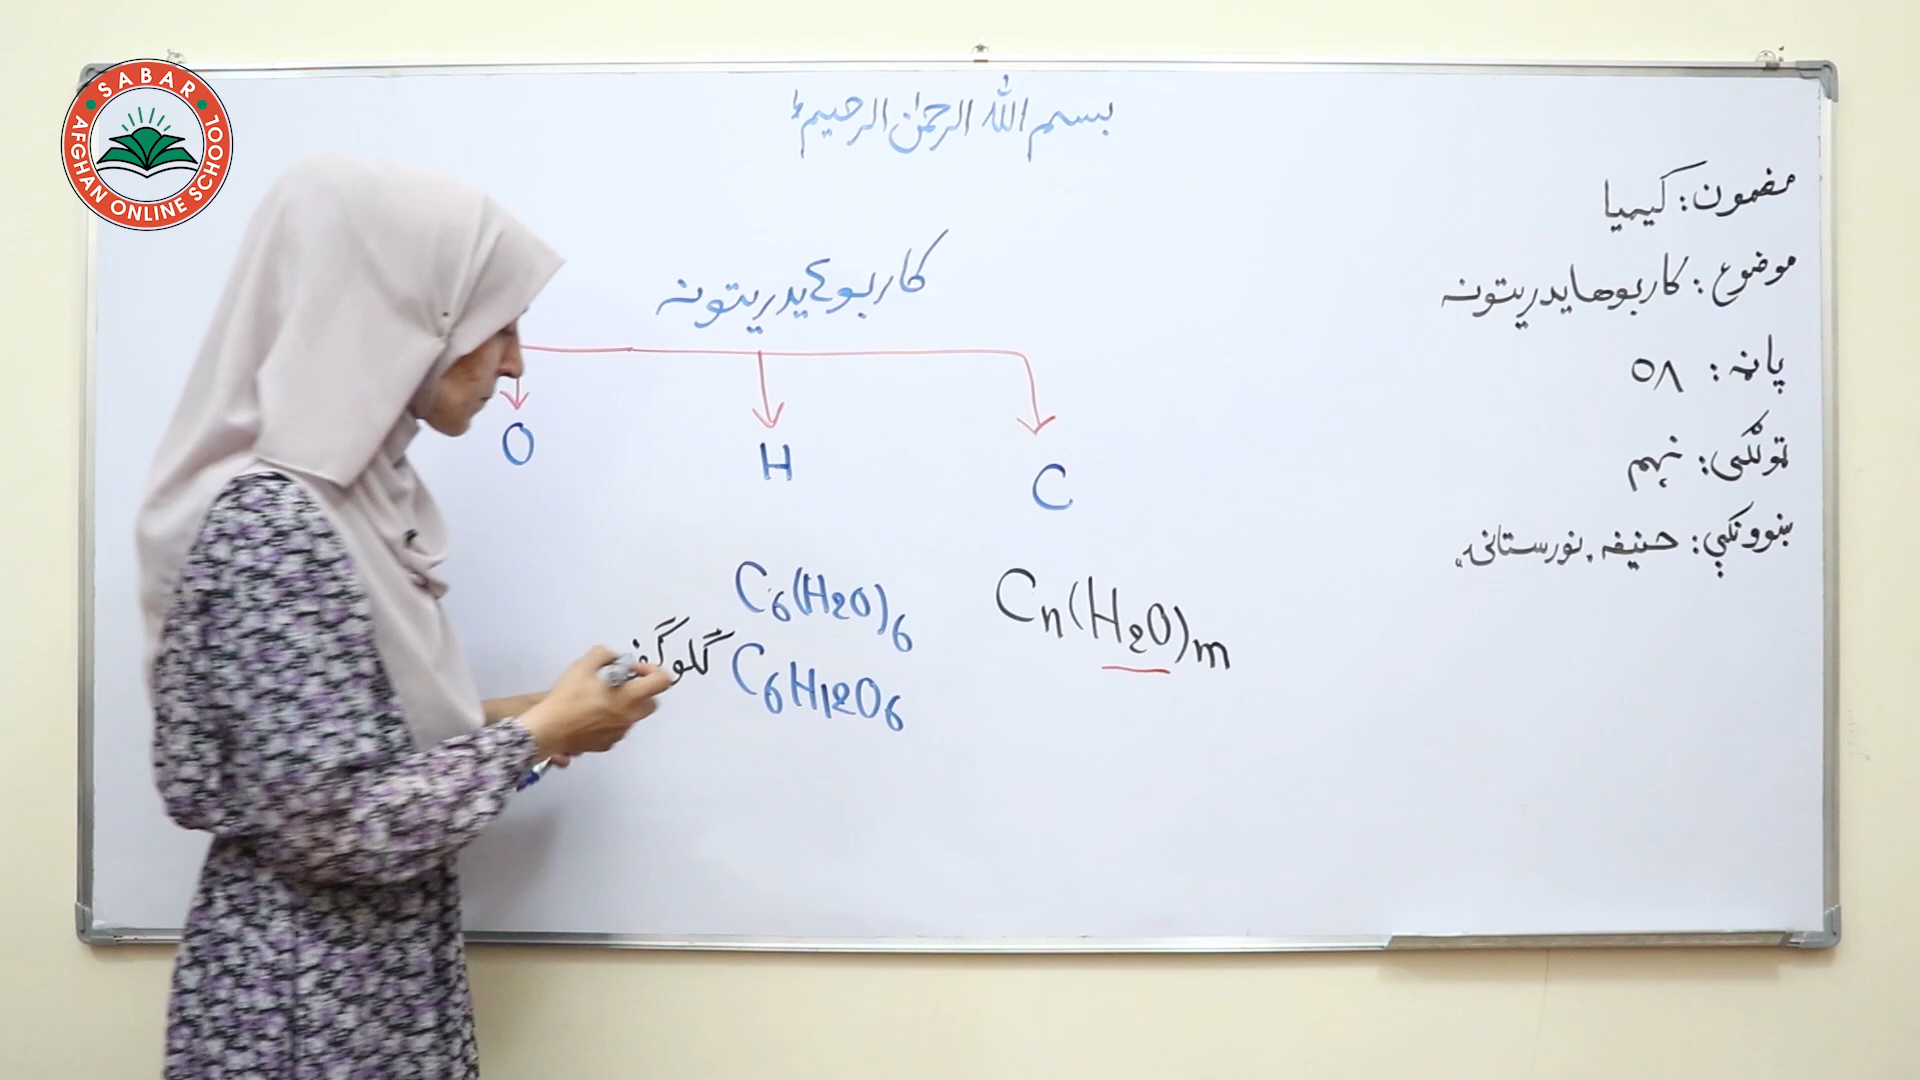 SABAR
AFGHAN ONLINE SCHOOL
بسم الله الرحمن الرحیم
مضمون: کیمیا
موضوع: کاربوهایدریتونه
پاڼه: ۵۸
ټولګی: نهم
ښوونکې: حنیفه نورستانی
کاربوهایدریتونه
O H C
C6(H2O)6
Cn(H2O)m
C6H12O6